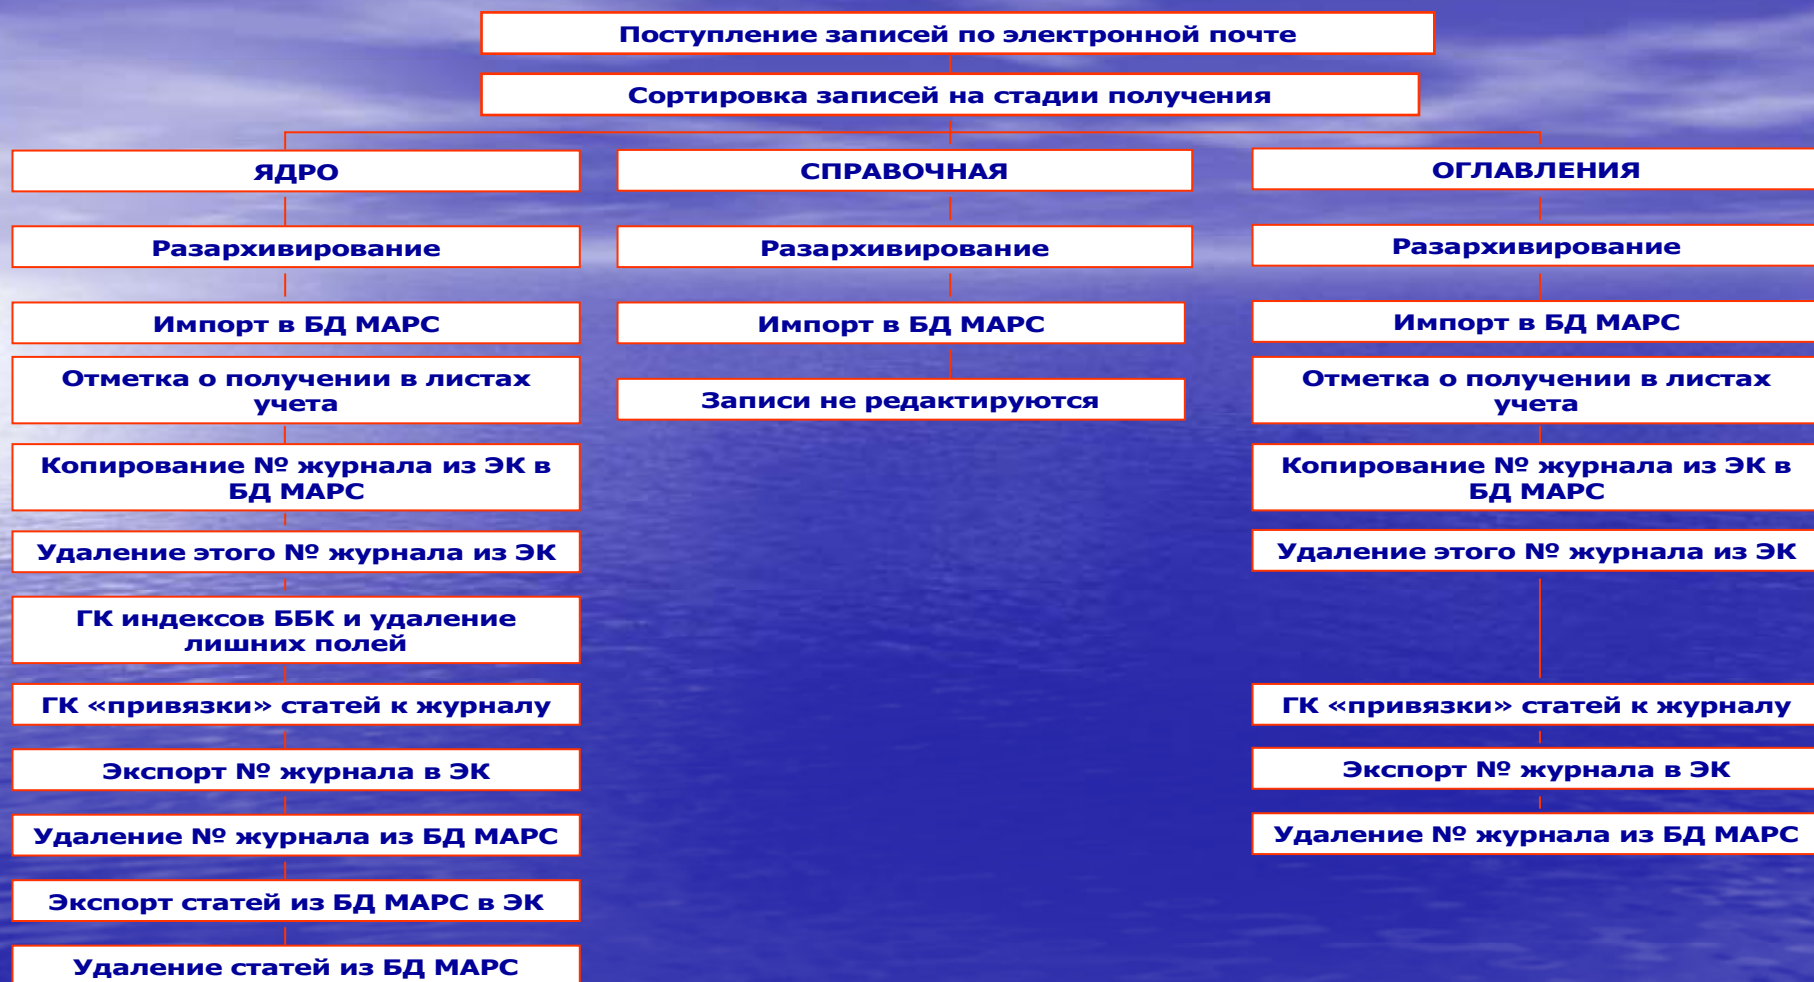 Поступление записей по электронной почте
Сортировка записей на стадии получения
ЯДРО
Разархивирование
Импорт в БД МАРС
Отметка о получении в листах
учета
Копирование № журнала из ЭК в
БД МАРС
Удаление этого № журнала из ЭК
ГК индексов ББК и удаление
лишних полей
ГК «привязки» статей к журналу
Экспорт № журнала в ЭК
Удаление № журнала из БД МАРС
Экспорт статей из БД МАРС в ЭК
Удаление статей из БД МАРС
СПРАВОЧНАЯ
Разархивирование
Импорт в БД МАРС
Записи не редактируются
ОГЛАВЛЕНИЯ
Разархивирование
Импорт в БД МАРС
Отметка о получении в листах
учета
Копирование № журнала из ЭК в
БД МАРС
Удаление этого № журнала из ЭК
ГК «привязки» статей к журналу
Экспорт № журнала в ЭК
Удаление № журнала из БД МАРС